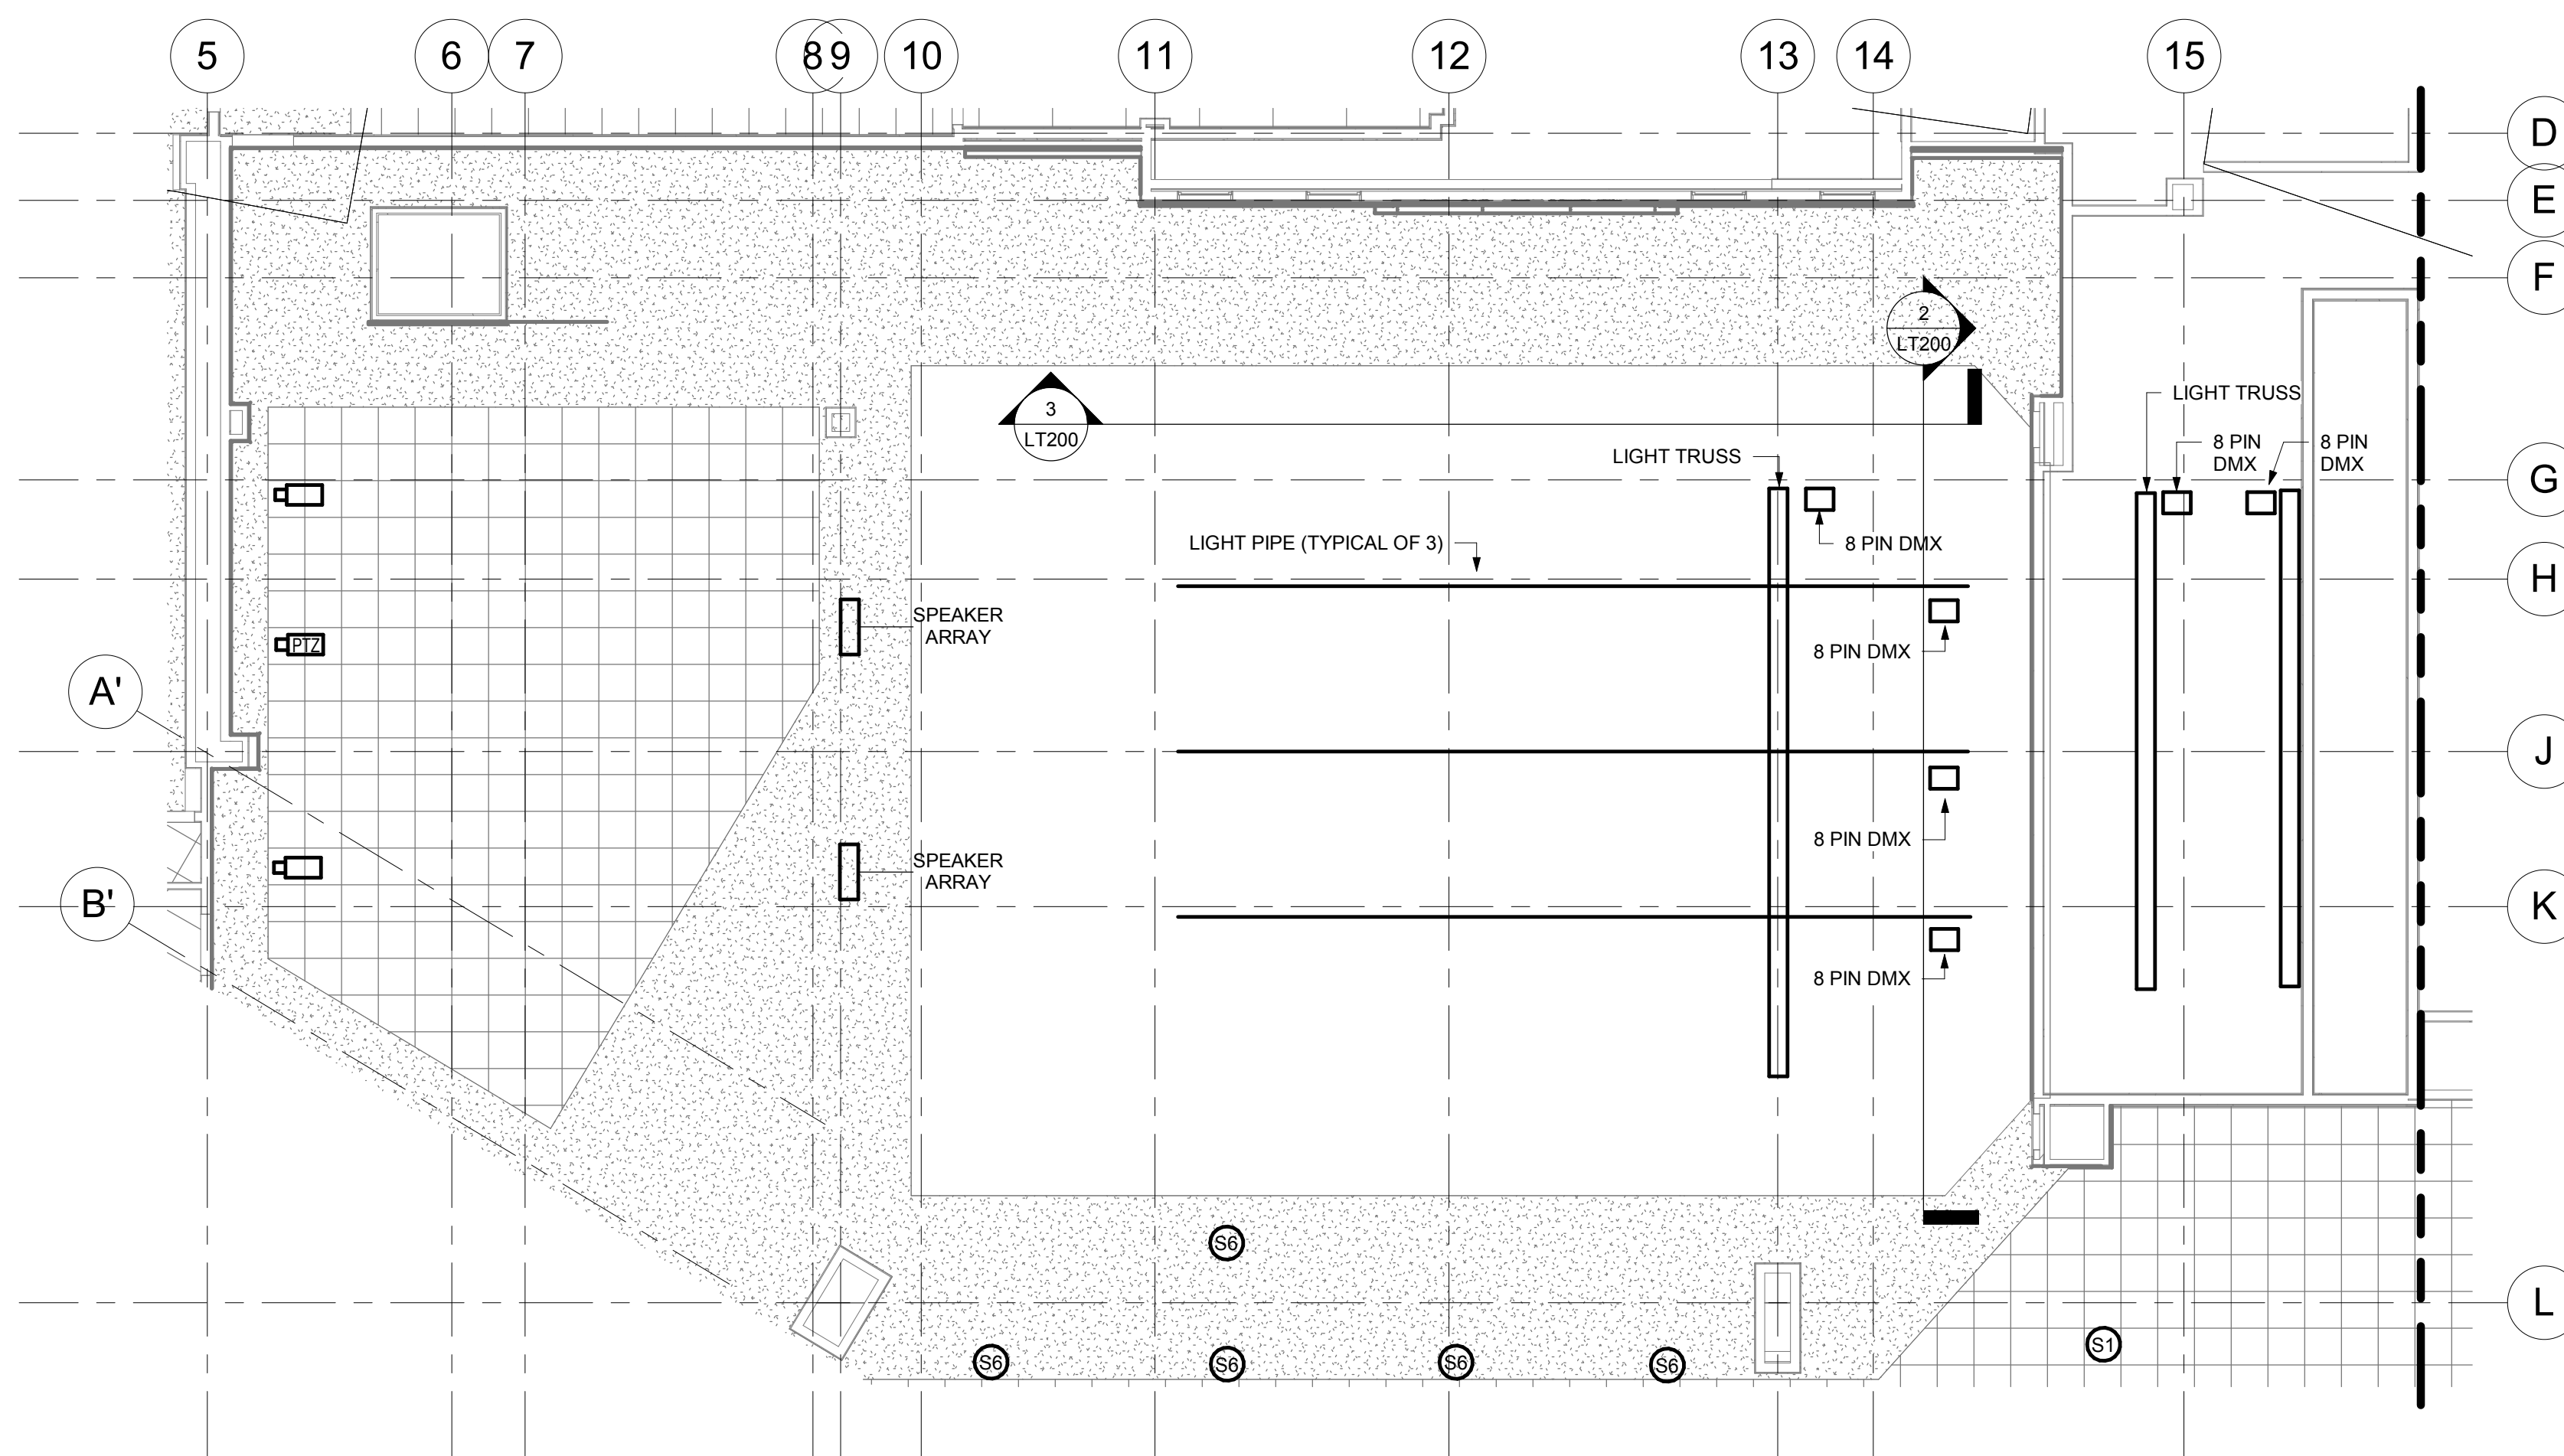 5
6
7
8
9
10
11
12
13
14
15
D
E
F
2
LT200
3
LT200
LIGHT TRUSS
8 PIN
DMX
8 PIN
DMX
LIGHT TRUSS
G
LIGHT PIPE (TYPICAL OF 3)
8 PIN DMX
H
SPEAKER
ARRAY
PTZ
8 PIN DMX
A'
J
8 PIN DMX
SPEAKER
ARRAY
B'
K
8 PIN DMX
S6
L
S6
S6
S6
S6
S1